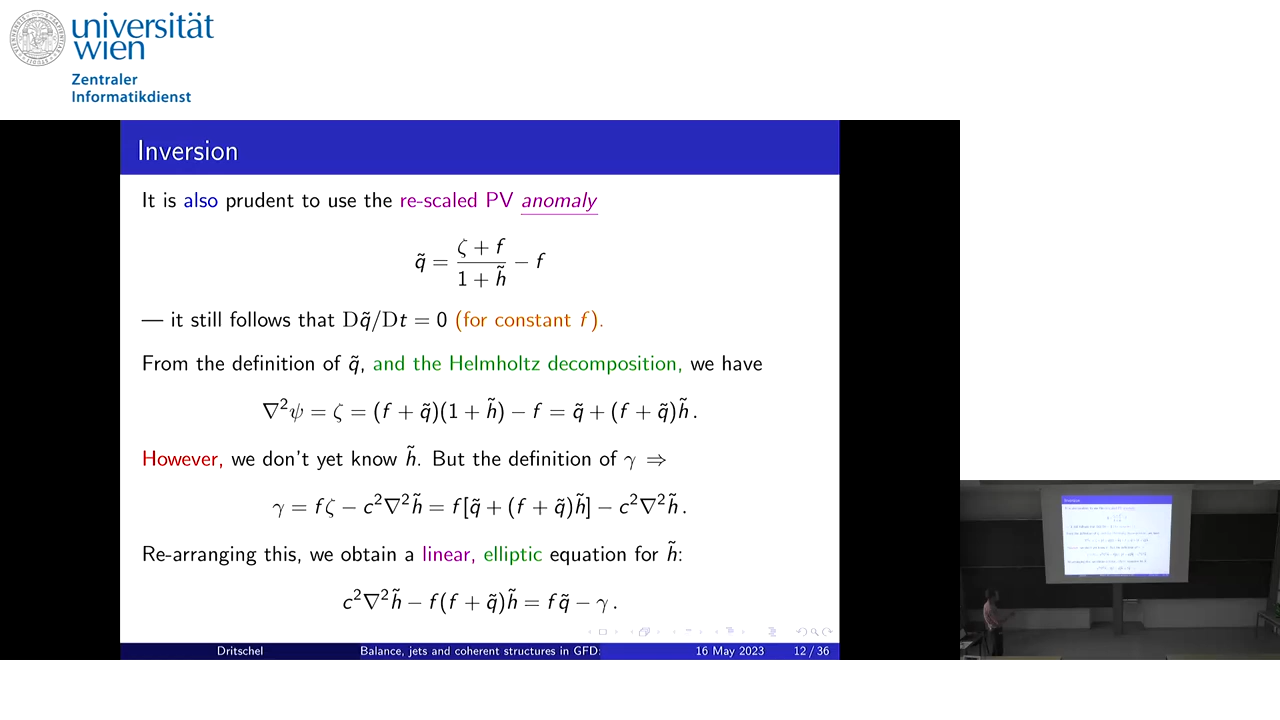 universität
wien
Zentraler
Informatikdienst
Inversion
It is also prudent to use the re-scaled PV anomaly
q̃ = (ζ + f)/(1 + h̃) − f
— it still follows that Dq̃/Dt = 0 (for constant f).
From the definition of q̃, and the Helmholtz decomposition, we have
∇²ψ = ζ = (f + q̃)(1 + h̃) − f = q̃ + (f + q̃)h̃ .
However, we don't yet know h̃. But the definition of γ ⇒
γ = fζ − c²∇²h̃ = f[q̃ + (f + q̃)h̃] − c²∇²h̃ .
Re-arranging this, we obtain a linear, elliptic equation for h̃:
c²∇²h̃ − f(f + q̃)h̃ = fq̃ − γ .
Dritschel Balance, jets and coherent structures in GFD: 16 May 2023 12 / 36